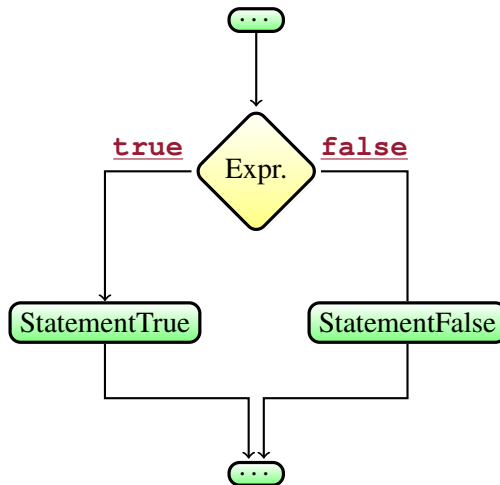 ...
true
false
Expr.
StatementTrue
StatementFalse
...